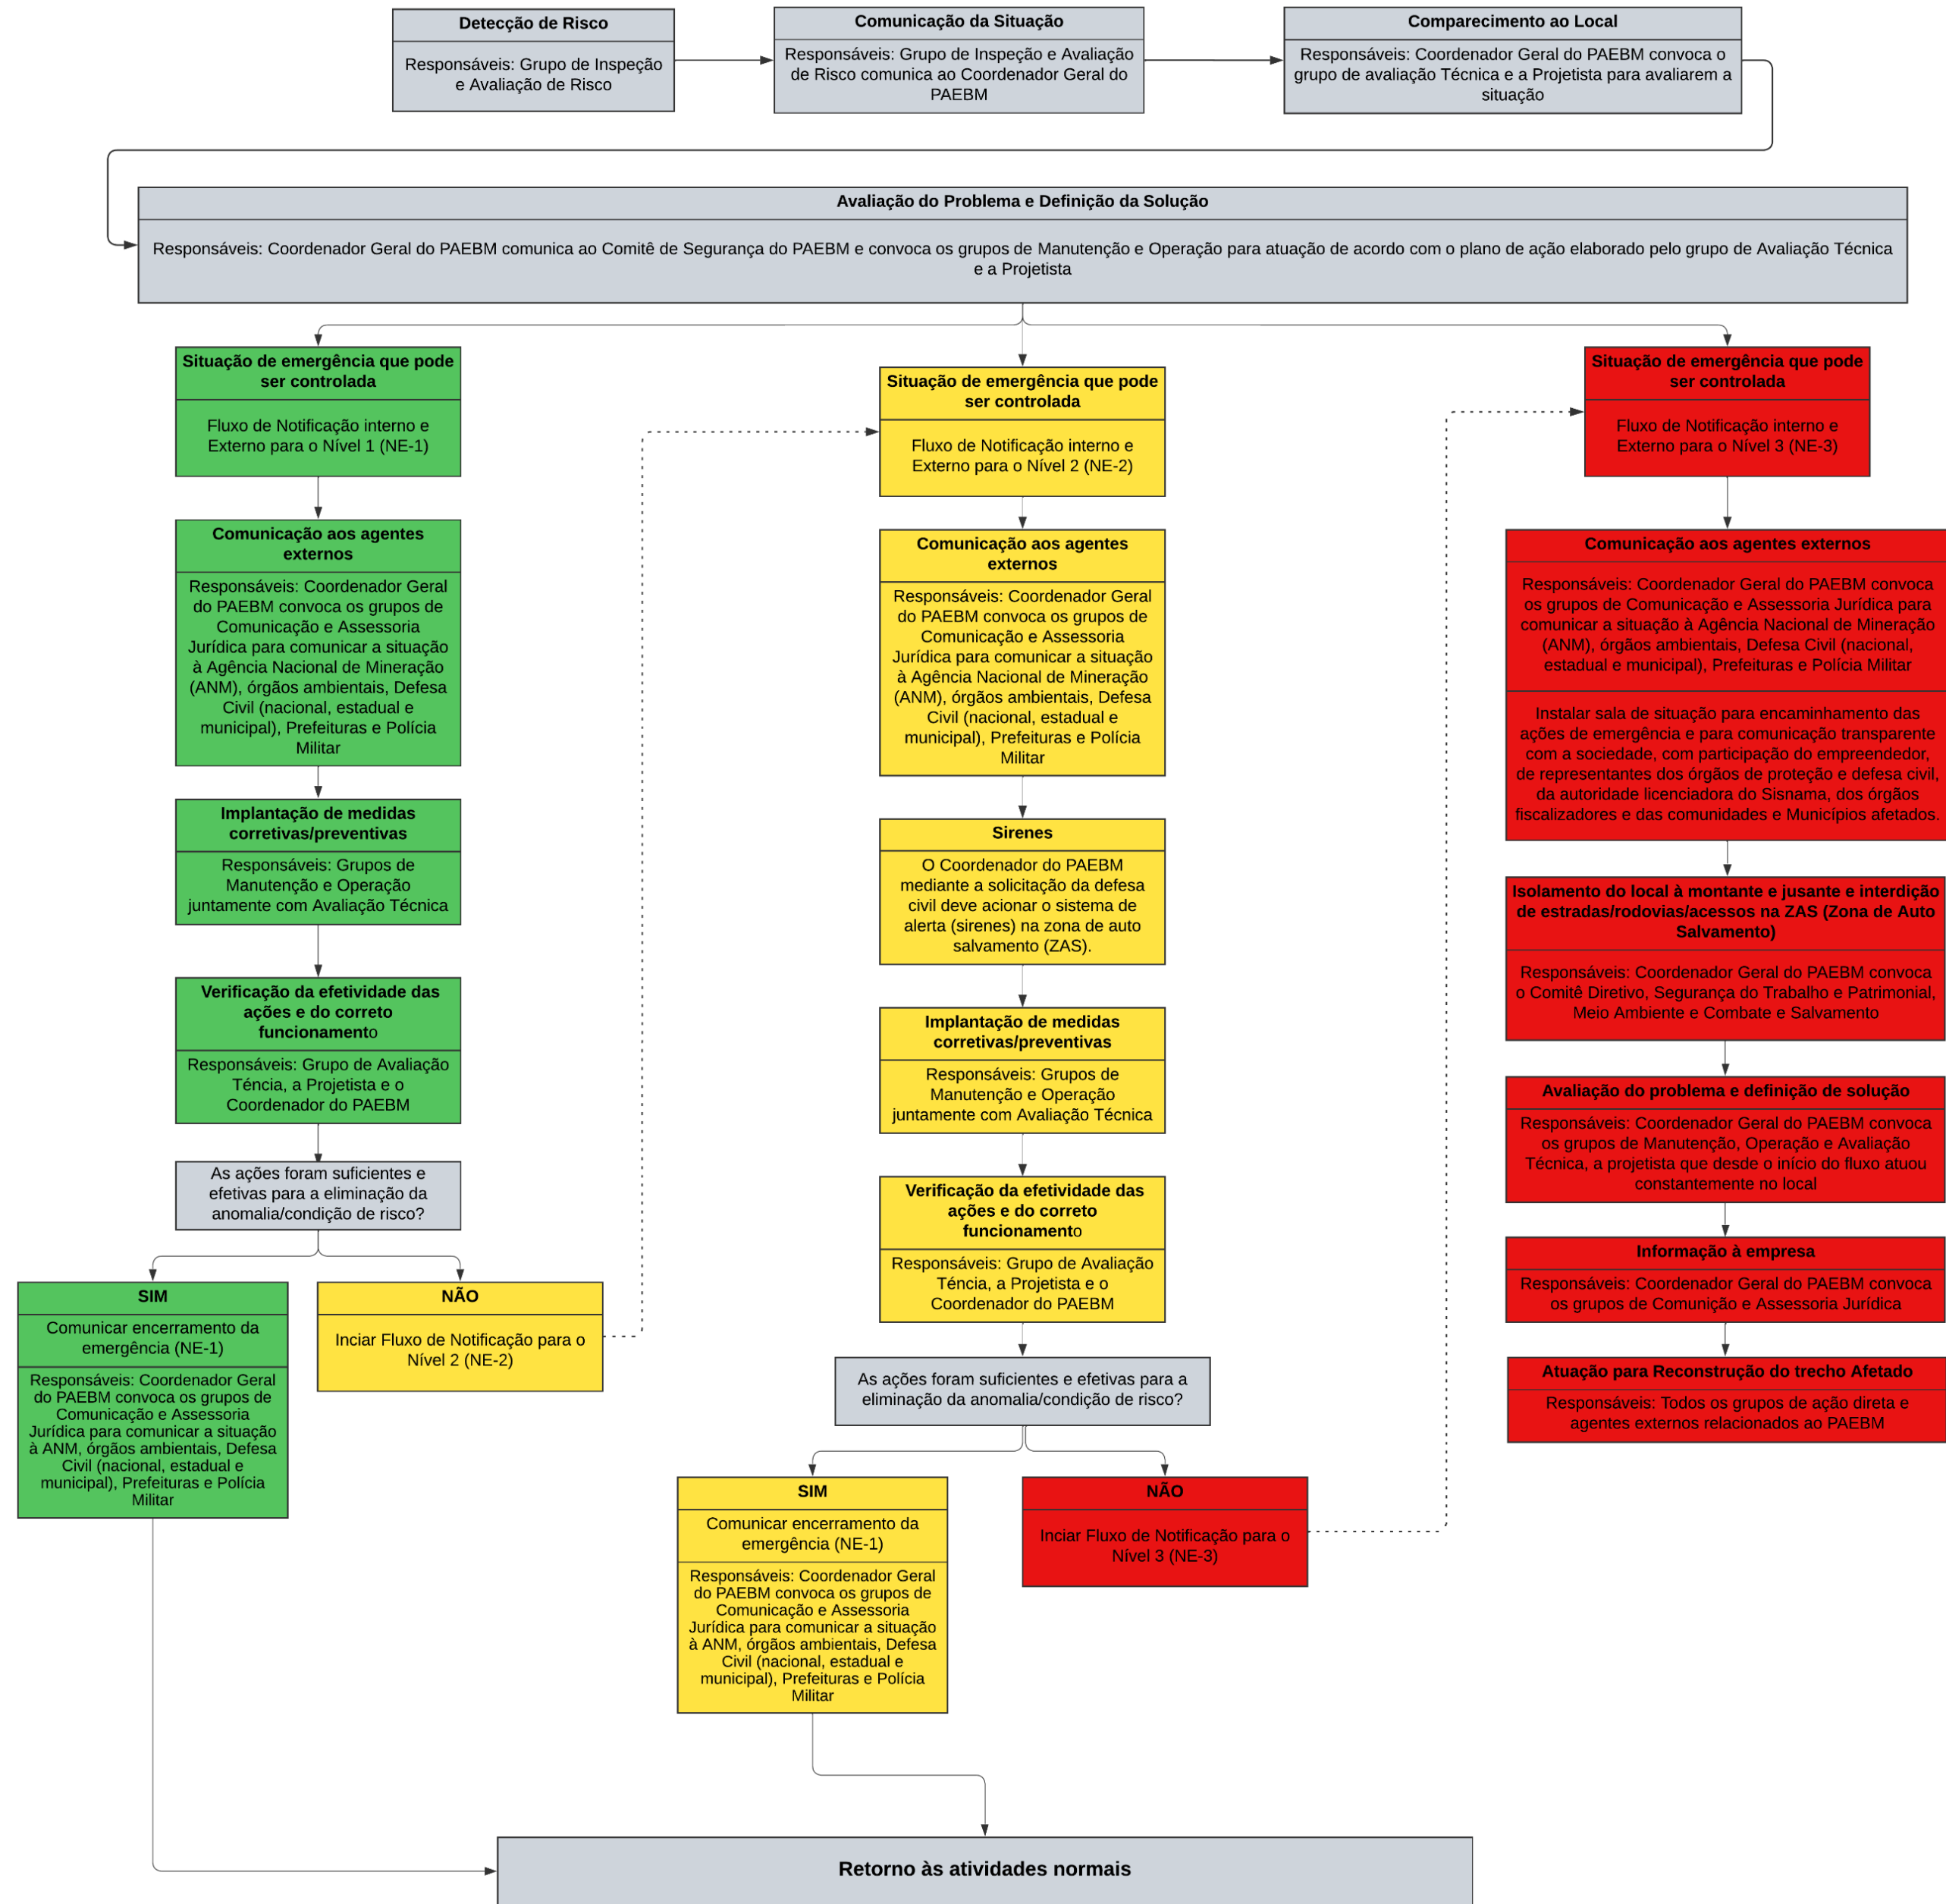 Detecção de Risco
Responsáveis: Grupo de Inspeção
e Avaliação de Risco
Comunicação da Situação
Responsáveis: Grupo de Inspeção e Avaliação
de Risco comunica ao Coordenador Geral do
PAEBM
Comparecimento ao Local
Responsáveis: Coordenador Geral do PAEBM convoca o
grupo de avaliação Técnica e a Projetista para avaliarem a
situação
Avaliação do Problema e Definição da Solução
Responsáveis: Coordenador Geral do PAEBM comunica ao Comitê de Segurança do PAEBM e convoca os grupos de Manutenção e Operação para atuação de acordo com o plano de ação elaborado pelo grupo de Avaliação Técnica
e a Projetista
Situação de emergência que pode
ser controlada
Fluxo de Notificação interno e
Externo para o Nível 1 (NE-1)
Comunicação aos agentes
externos
Responsáveis: Coordenador Geral
do PAEBM convoca os grupos de
Comunicação e Assessoria
Jurídica para comunicar a situação
à Agência Nacional de Mineração
(ANM), órgãos ambientais, Defesa
Civil (nacional, estadual e
municipal), Prefeituras e Polícia
Militar
Implantação de medidas
corretivas/preventivas
Responsáveis: Grupos de
Manutenção e Operação
juntamente com Avaliação Técnica
Verificação da efetividade das
ações e do correto
funcionamento
Responsáveis: Grupo de Avaliação
Téncia, a Projetista e o
Coordenador do PAEBM
As ações foram suficientes e
efetivas para a eliminação da
anomalia/condição de risco?
SIM
Comunicar encerramento da
emergência (NE-1)
Responsáveis: Coordenador Geral
do PAEBM convoca os grupos de
Comunicação e Assessoria
Jurídica para comunicar a situação
à ANM, órgãos ambientais, Defesa
Civil (nacional, estadual e
municipal), Prefeituras e Polícia
Militar
NÃO
Inciar Fluxo de Notificação para o
Nível 2 (NE-2)
Situação de emergência que pode
ser controlada
Fluxo de Notificação interno e
Externo para o Nível 2 (NE-2)
Comunicação aos agentes
externos
Responsáveis: Coordenador Geral
do PAEBM convoca os grupos de
Comunicação e Assessoria
Jurídica para comunicar a situação
à Agência Nacional de Mineração
(ANM), órgãos ambientais, Defesa
Civil (nacional, estadual e
municipal), Prefeituras e Polícia
Militar
Sirenes
O Coordenador do PAEBM
mediante a solicitação da defesa
civil deve acionar o sistema de
alerta (sirenes) na zona de auto
salvamento (ZAS).
Implantação de medidas
corretivas/preventivas
Responsáveis: Grupos de
Manutenção e Operação
juntamente com Avaliação Técnica
Verificação da efetividade das
ações e do correto
funcionamento
Responsáveis: Grupo de Avaliação
Téncia, a Projetista e o
Coordenador do PAEBM
As ações foram suficientes e efetivas para a
eliminação da anomalia/condição de risco?
SIM
Comunicar encerramento da
emergência (NE-1)
Responsáveis: Coordenador Geral
do PAEBM convoca os grupos de
Comunicação e Assessoria
Jurídica para comunicar a situação
à ANM, órgãos ambientais, Defesa
Civil (nacional, estadual e
municipal), Prefeituras e Polícia
Militar
NÃO
Inciar Fluxo de Notificação para o
Nível 3 (NE-3)
Situação de emergência que pode
ser controlada
Fluxo de Notificação interno e
Externo para o Nível 3 (NE-3)
Comunicação aos agentes externos
Responsáveis: Coordenador Geral do PAEBM convoca
os grupos de Comunicação e Assessoria Jurídica para
comunicar a situação à Agência Nacional de Mineração
(ANM), órgãos ambientais, Defesa Civil (nacional,
estadual e municipal), Prefeituras e Polícia Militar
Instalar sala de situação para encaminhamento das
ações de emergência e para comunicação transparente
com a sociedade, com participação do empreendedor,
de representantes dos órgãos de proteção e defesa civil,
da autoridade licenciadora do Sisnama, dos órgãos
fiscalizadores e das comunidades e Municípios afetados.
Isolamento do local à montante e jusante e interdição
de estradas/rodovias/acessos na ZAS (Zona de Auto
Salvamento)
Responsáveis: Coordenador Geral do PAEBM convoca
o Comitê Diretivo, Segurança do Trabalho e Patrimonial,
Meio Ambiente e Combate e Salvamento
Avaliação do problema e definição de solução
Responsáveis: Coordenador Geral do PAEBM convoca
os grupos de Manutenção, Operação e Avaliação
Técnica, a projetista que desde o início do fluxo atuou
constantemente no local
Informação à empresa
Responsáveis: Coordenador Geral do PAEBM convoca
os grupos de Comunição e Assessoria Jurídica
Atuação para Reconstrução do trecho Afetado
Responsáveis: Todos os grupos de ação direta e
agentes externos relacionados ao PAEBM
Retorno às atividades normais